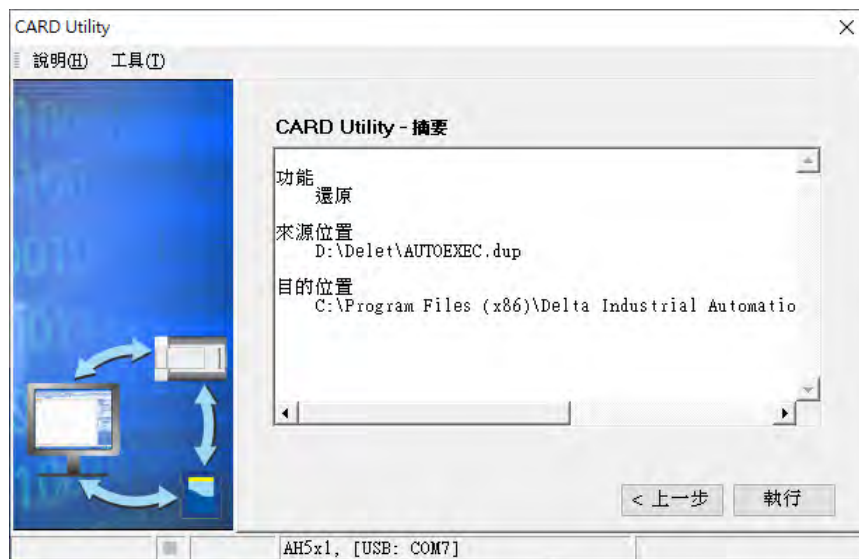 CARD Utility
說明(H) 工具(T)
CARD Utility - 摘要
功能
還原
來源位置
D:\Delet\AUTOEXEC.dup
目的位置
C:\Program Files (x86)\Delta Industrial Automatio
< 上一步 執行
AH5x1, [USB: COM7]